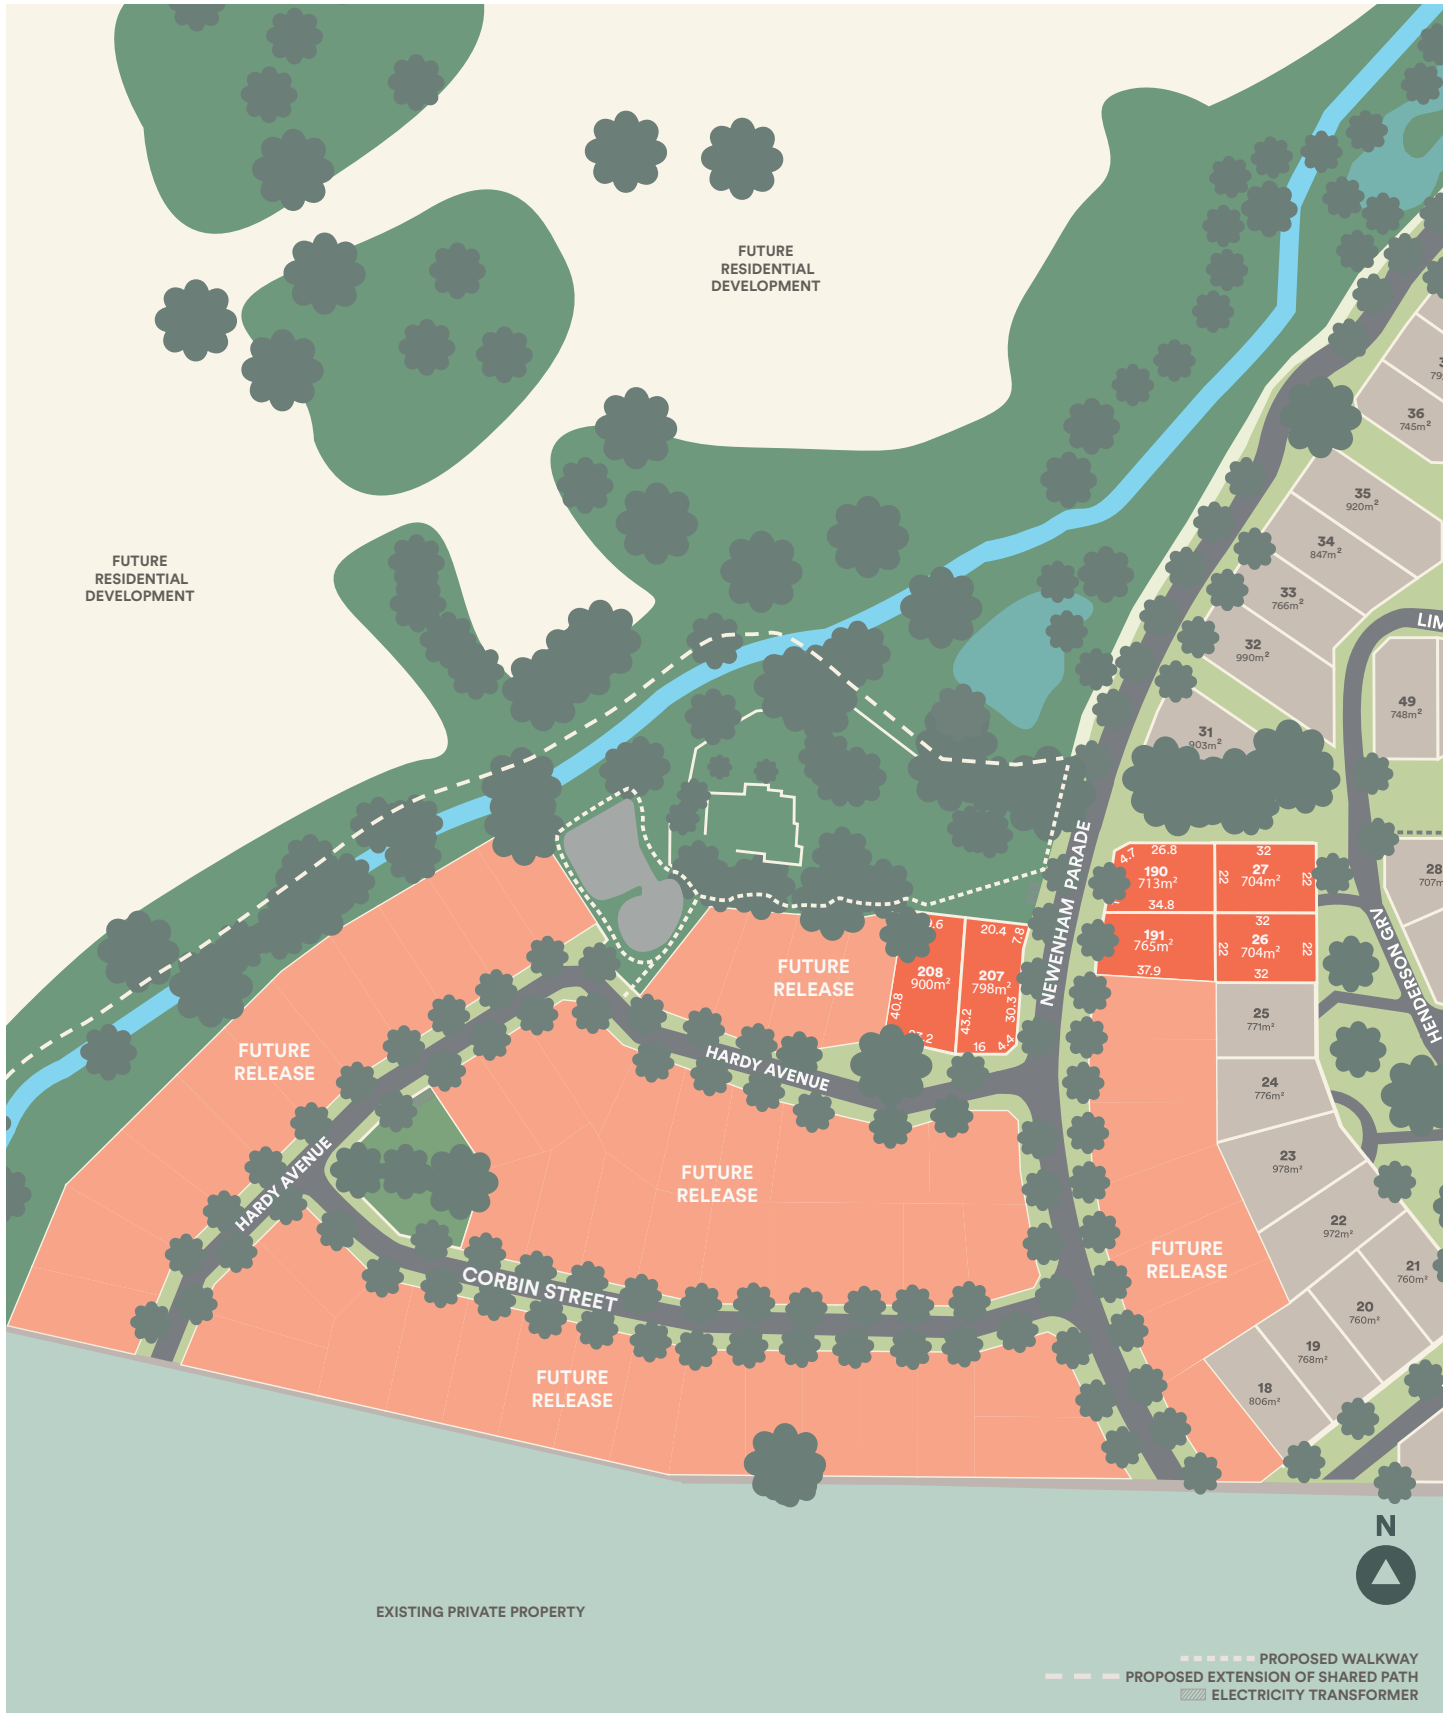 FUTURE
RESIDENTIAL
DEVELOPMENT
FUTURE
RESIDENTIAL
DEVELOPMENT
36
745m²
35
920m²
34
847m²
33
766m²
32
990m²
31
903m²
49
748m²
28
NEWENHAM PARADE
HENDERSON GRV
4.7
26.8
190
713m²
34.8
32
22
27
704m²
22
191
765m²
37.9
32
22
26
704m²
22
32
20.4
7.8
208
900m²
40.8
207
798m²
30.3
43.2
16
4.4
FUTURE
RELEASE
25
771m²
24
776m²
23
978m²
22
972m²
21
760m²
20
760m²
19
768m²
18
806m²
FUTURE
RELEASE
HARDY AVENUE
HARDY AVENUE
FUTURE
RELEASE
CORBIN STREET
FUTURE
RELEASE
FUTURE
RELEASE
N
EXISTING PRIVATE PROPERTY
PROPOSED WALKWAY
PROPOSED EXTENSION OF SHARED PATH
ELECTRICITY TRANSFORMER